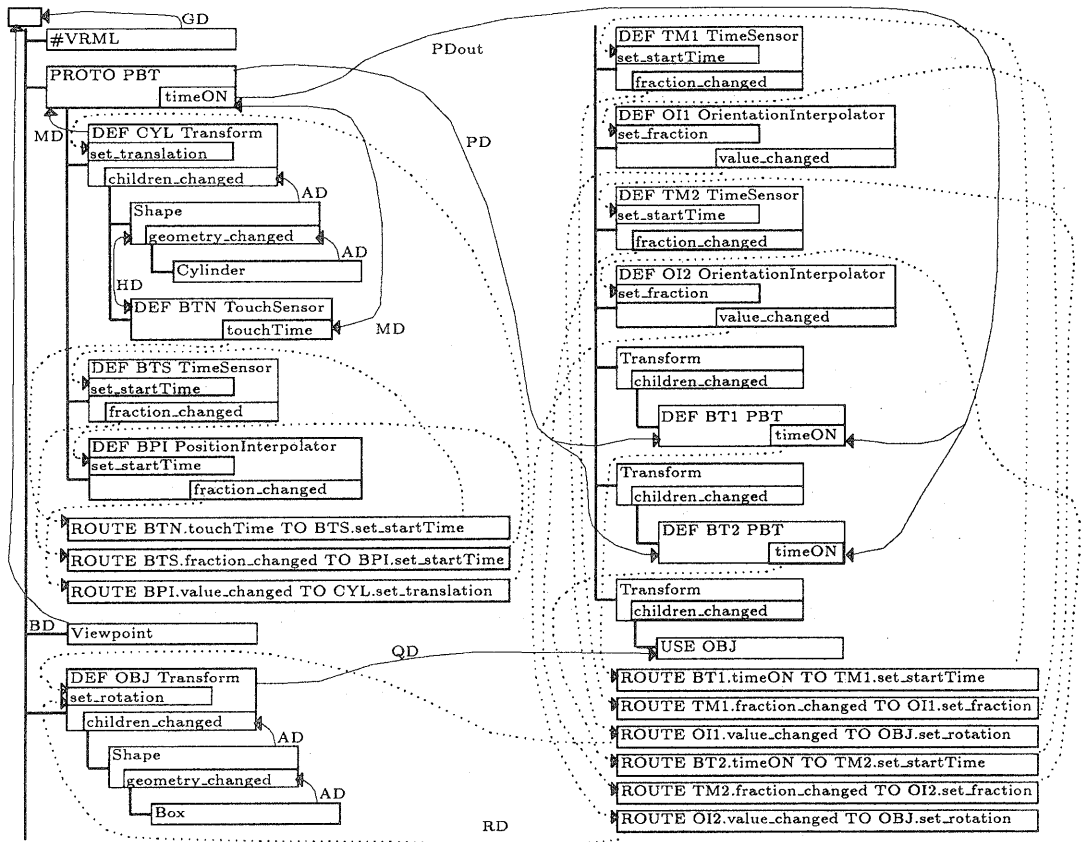 GD
#VRML
PDout
PROTO PBT
timeON
MD
DEF CYL Transform
set_translation
PD
children_changed
AD
Shape
geometry_changed
AD
Cylinder
HD
DEF BTN TouchSensor
touchTime
MD
DEF BTS TimeSensor
set_startTime
fraction_changed
DEF BPI PositionInterpolator
set_startTime
fraction_changed
ROUTE BTN.touchTime TO BTS.set_startTime
ROUTE BTS.fraction_changed TO BPI.set_startTime
ROUTE BPI.value_changed TO CYL.set_translation
BD
Viewpoint
QD
DEF OBJ Transform
set_rotation
children_changed
AD
Shape
geometry_changed
AD
Box
RD
DEF TM1 TimeSensor
set_startTime
fraction_changed
DEF OI1 OrientationInterpolator
set_fraction
value_changed
DEF TM2 TimeSensor
set_startTime
fraction_changed
DEF OI2 OrientationInterpolator
set_fraction
value_changed
Transform
children_changed
DEF BT1 PBT
timeON
Transform
children_changed
DEF BT2 PBT
timeON
Transform
children_changed
USE OBJ
ROUTE BT1.timeON TO TM1.set_startTime
ROUTE TM1.fraction_changed TO OI1.set_fraction
ROUTE OI1.value_changed TO OBJ.set_rotation
ROUTE BT2.timeON TO TM2.set_startTime
ROUTE TM2.fraction_changed TO OI2.set_fraction
ROUTE OI2.value_changed TO OBJ.set_rotation